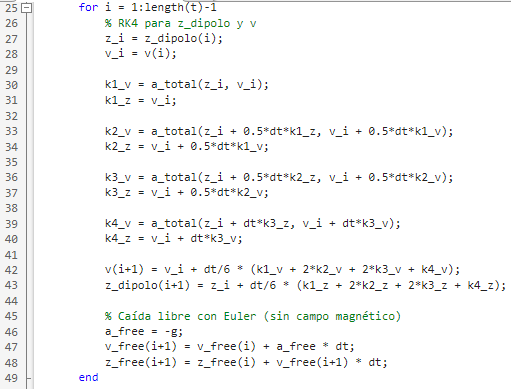 25 for i = 1:length(t)-1
26 % RK4 para z_dipolo y v
27 z_i = z_dipolo(i);
28 v_i = v(i);
29
30 k1_v = a_total(z_i, v_i);
31 k1_z = v_i;
32
33 k2_v = a_total(z_i + 0.5*dt*k1_z, v_i + 0.5*dt*k1_v);
34 k2_z = v_i + 0.5*dt*k1_v;
35
36 k3_v = a_total(z_i + 0.5*dt*k2_z, v_i + 0.5*dt*k2_v);
37 k3_z = v_i + 0.5*dt*k2_v;
38
39 k4_v = a_total(z_i + dt*k3_z, v_i + dt*k3_v);
40 k4_z = v_i + dt*k3_v;
41
42 v(i+1) = v_i + dt/6 * (k1_v + 2*k2_v + 2*k3_v + k4_v);
43 z_dipolo(i+1) = z_i + dt/6 * (k1_z + 2*k2_z + 2*k3_z + k4_z);
44
45 % Caída libre con Euler (sin campo magnético)
46 a_free = -g;
47 v_free(i+1) = v_free(i) + a_free * dt;
48 z_free(i+1) = z_free(i) + v_free(i+1) * dt;
49 end